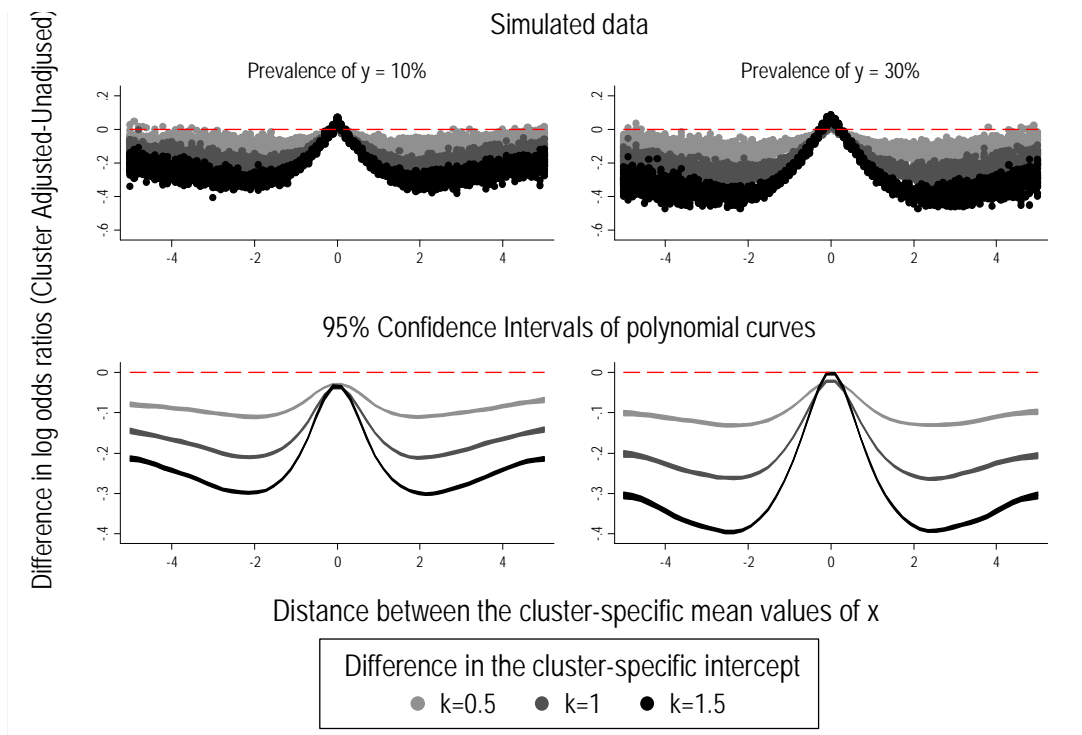 Simulated data
Difference in log odds ratios (Cluster Adjusted-Unadjused)
Prevalence of y = 10%
.2
0
-.2
-.4
-.6
-4 -2 0 2 4
Prevalence of y = 30%
.2
0
-.2
-.4
-.6
-4 -2 0 2 4
95% Confidence Intervals of polynomial curves
0
-.1
-.2
-.3
-.4
-4 -2 0 2 4
0
-.1
-.2
-.3
-.4
-4 -2 0 2 4
Distance between the cluster-specific mean values of x
Difference in the cluster-specific intercept
k=0.5 k=1 k=1.5